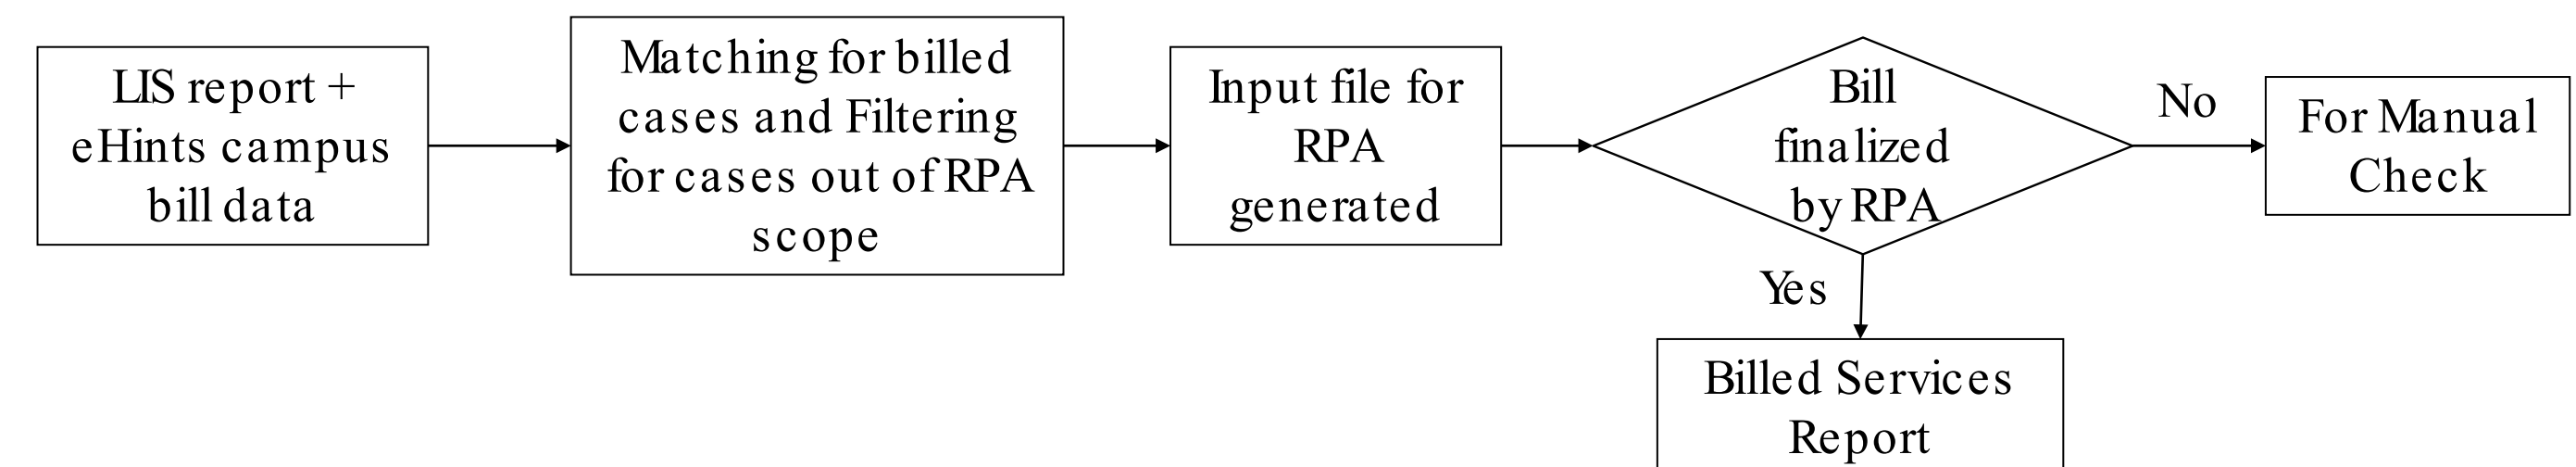 LIS report +
eHints campus
bill data
Matching for billed
cases and Filtering
for cases out of RPA
scope
Input file for
RPA
generated
Bill
finalized
by RPA
No
For Manual
Check
Yes
Billed Services
Report